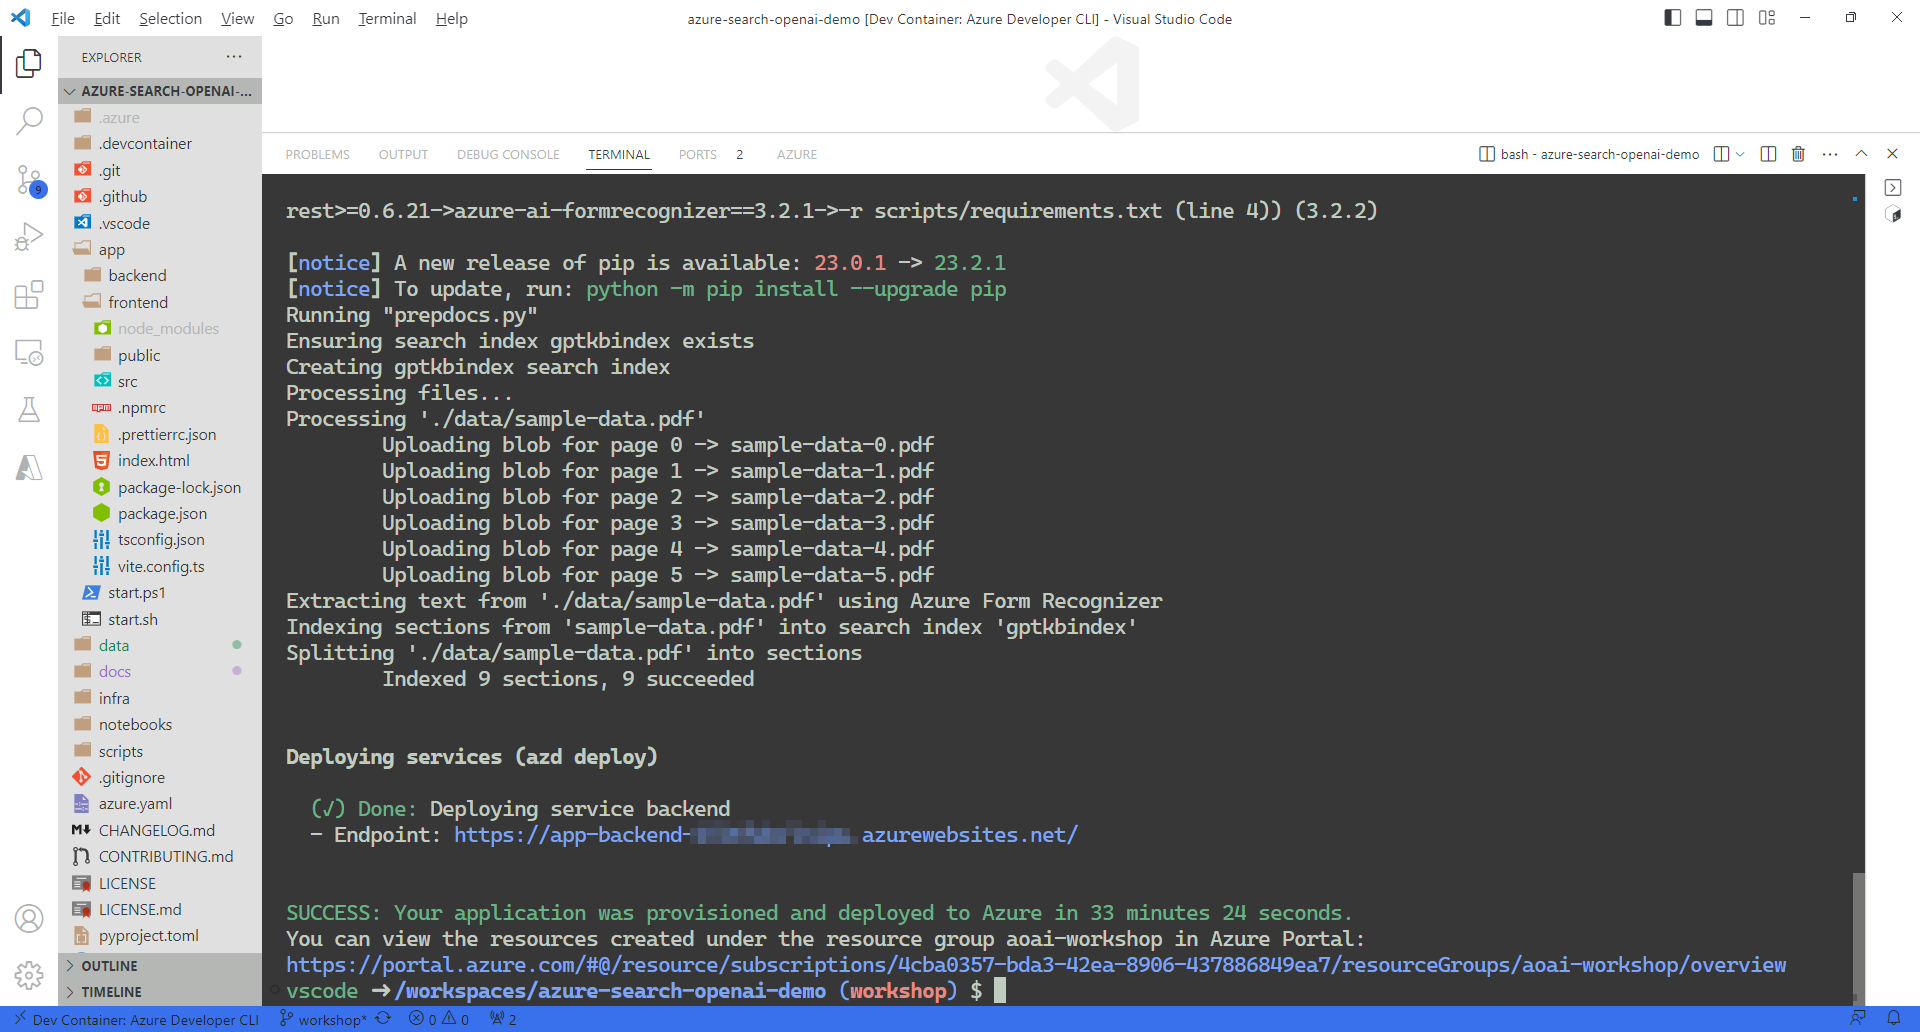 File Edit Selection View Go Run Terminal Help
azure-search-openai-demo [Dev Container: Azure Developer CLI] - Visual Studio Code
EXPLORER
AZURE-SEARCH-OPENAI-...
.azure
.devcontainer
.git
.github
.vscode
app
backend
frontend
node_modules
public
src
.npmrc
.prettierrc.json
index.html
package-lock.json
package.json
tsconfig.json
vite.config.ts
start.ps1
start.sh
data
docs
infra
notebooks
scripts
.gitignore
azure.yaml
CHANGELOG.md
CONTRIBUTING.md
LICENSE
LICENSE.md
pyproject.toml
OUTLINE
TIMELINE
9
PROBLEMS OUTPUT DEBUG CONSOLE TERMINAL PORTS 2 AZURE
bash - azure-search-openai-demo
rest>=0.6.21->azure-ai-formrecognizer==3.2.1->-r scripts/requirements.txt (line 4)) (3.2.2)
[notice] A new release of pip is available: 23.0.1 -> 23.2.1
[notice] To update, run: python -m pip install --upgrade pip
Running "prepdocs.py"
Ensuring search index gptkbindex exists
Creating gptkbindex search index
Processing files...
Processing './data/sample-data.pdf'
Uploading blob for page 0 -> sample-data-0.pdf
Uploading blob for page 1 -> sample-data-1.pdf
Uploading blob for page 2 -> sample-data-2.pdf
Uploading blob for page 3 -> sample-data-3.pdf
Uploading blob for page 4 -> sample-data-4.pdf
Uploading blob for page 5 -> sample-data-5.pdf
Extracting text from './data/sample-data.pdf' using Azure Form Recognizer
Indexing sections from 'sample-data.pdf' into search index 'gptkbindex'
Splitting './data/sample-data.pdf' into sections
Indexed 9 sections, 9 succeeded
Deploying services (azd deploy)
(✓) Done: Deploying service backend
- Endpoint: https://app-backend- azurewebsites.net/
SUCCESS: Your application was provisioned and deployed to Azure in 33 minutes 24 seconds.
You can view the resources created under the resource group aoai-workshop in Azure Portal:
https://portal.azure.com/#@/resource/subscriptions/4cba0357-bda3-42ea-8906-437886849ea7/resourceGroups/aoai-workshop/overview
vscode ➜ /workspaces/azure-search-openai-demo (workshop) $
Dev Container: Azure Developer CLI workshop* 0 0 2